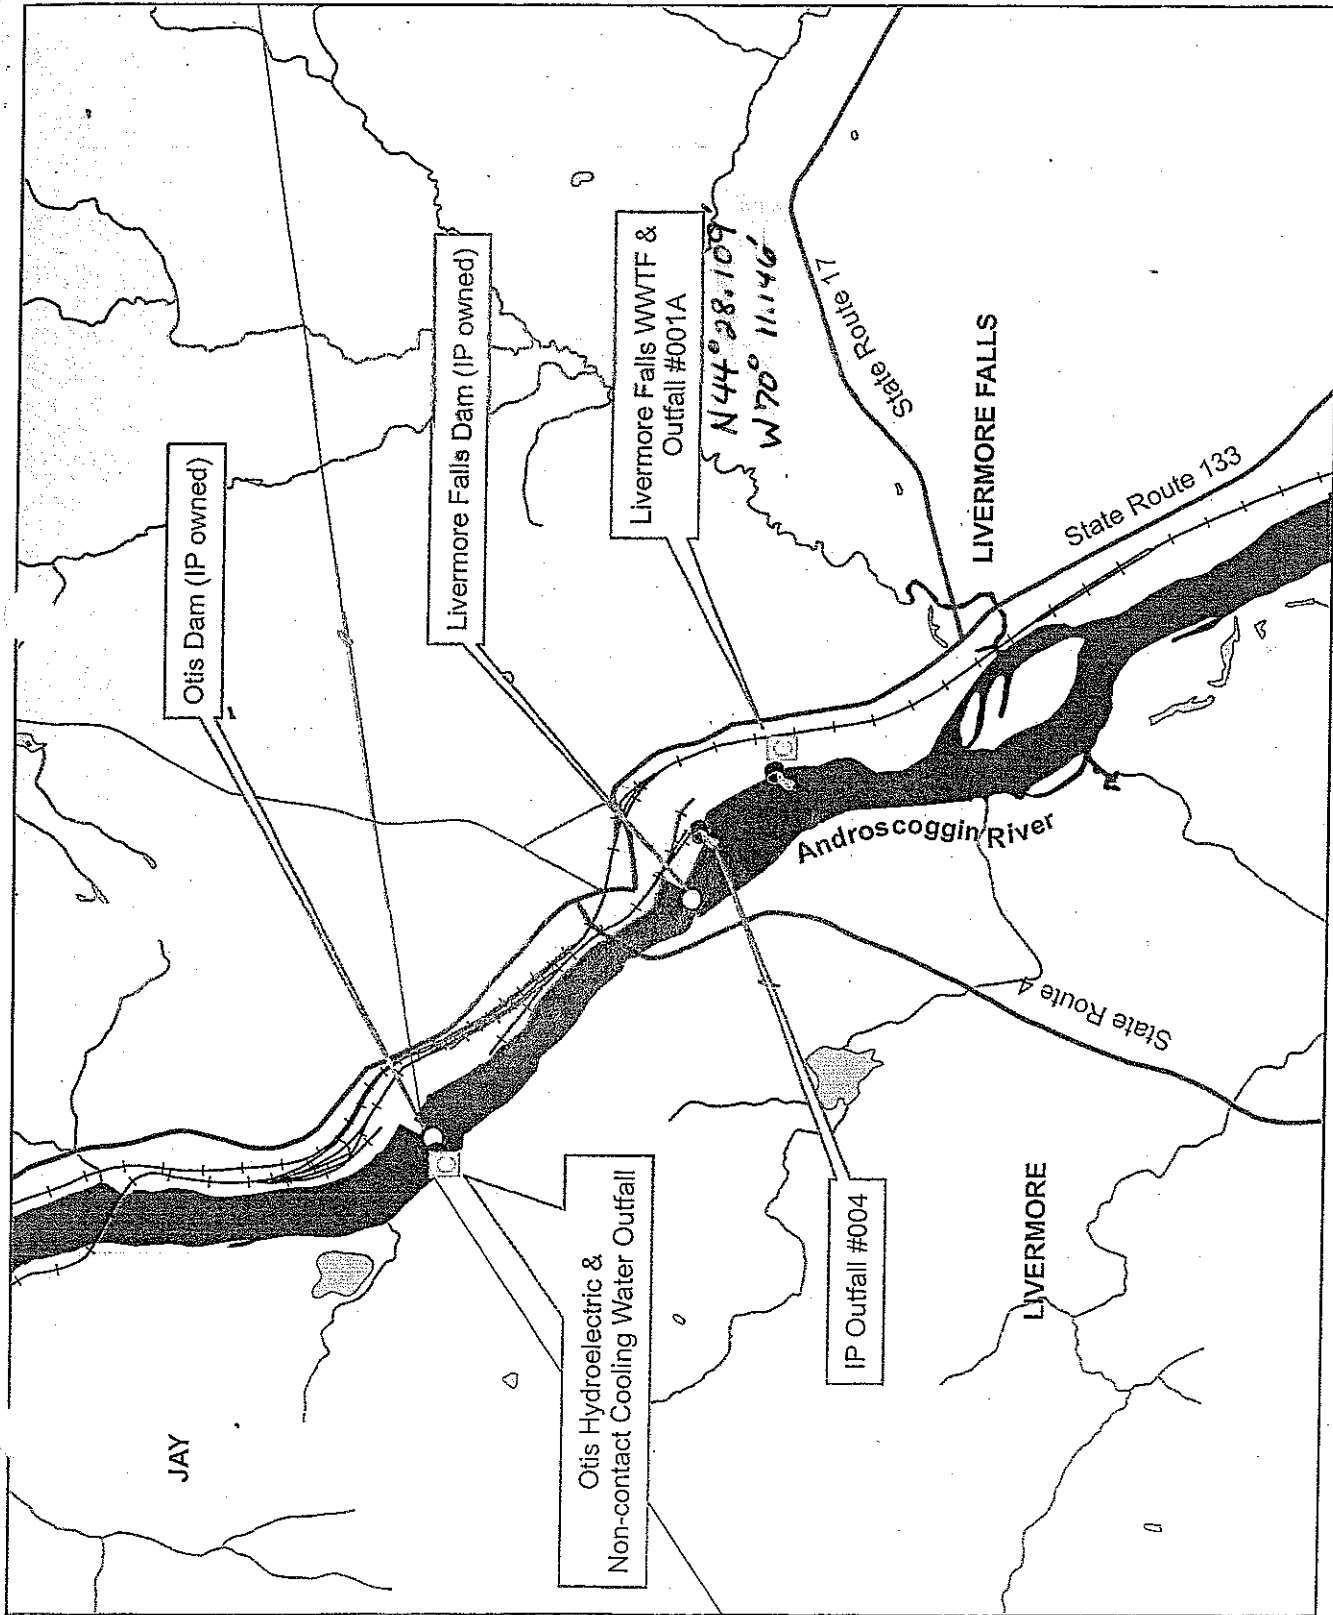 Otis Dam (IP owned)
Livermore Falls Dam (IP owned)
Livermore Falls WWTF &
Outfall #001A
N44°28.109
W70° 11.146
State Route 17
LIVERMORE FALLS
State Route 133
Androscoggin River
State Route 4
JAY
Otis Hydroelectric &
Non-contact Cooling Water Outfall
IP Outfall #004
LIVERMORE